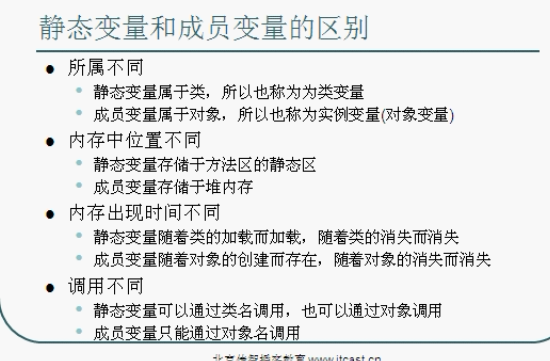 静态变量和成员变量的区别
所属不同
静态变量属于类，所以也称为为类变量
成员变量属于对象，所以也称为实例变量(对象变量)
内存中位置不同
静态变量存储于方法区的静态区
成员变量存储于堆内存
内存出现时间不同
静态变量随着类的加载而加载，随着类的消失而消失
成员变量随着对象的创建而存在，随着对象的消失而消失
调用不同
静态变量可以通过类名调用，也可以通过对象调用
成员变量只能通过对象名调用
北京传智播客教育 www.itcast.cn